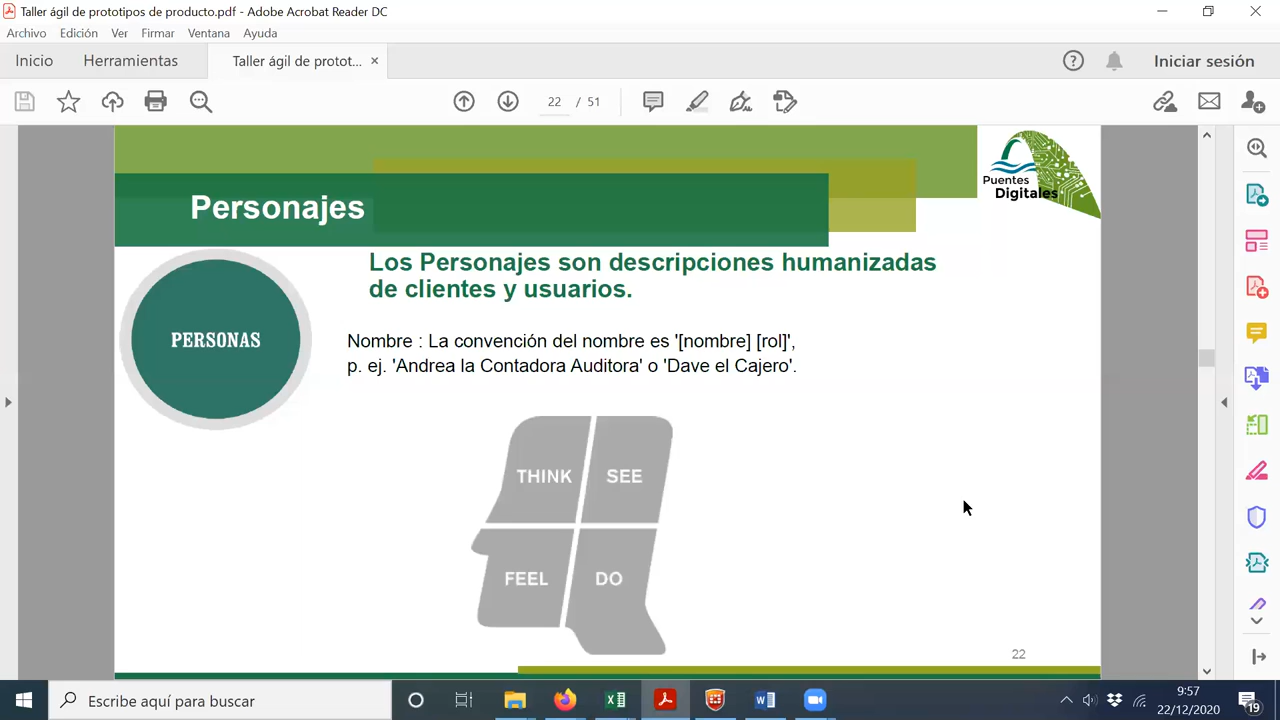 Taller ágil de prototipos de producto.pdf - Adobe Acrobat Reader DC
Archivo Edición Ver Firmar Ventana Ayuda
Inicio Herramientas Taller ágil de protot... × Iniciar sesión
22 / 51
Puentes
Digitales
Personajes
Los Personajes son descripciones humanizadas
de clientes y usuarios.
PERSONAS
Nombre : La convención del nombre es '[nombre] [rol]',
p. ej. 'Andrea la Contadora Auditora' o 'Dave el Cajero'.
THINK SEE
FEEL DO
22
Escribe aquí para buscar
9:57
22/12/2020
19